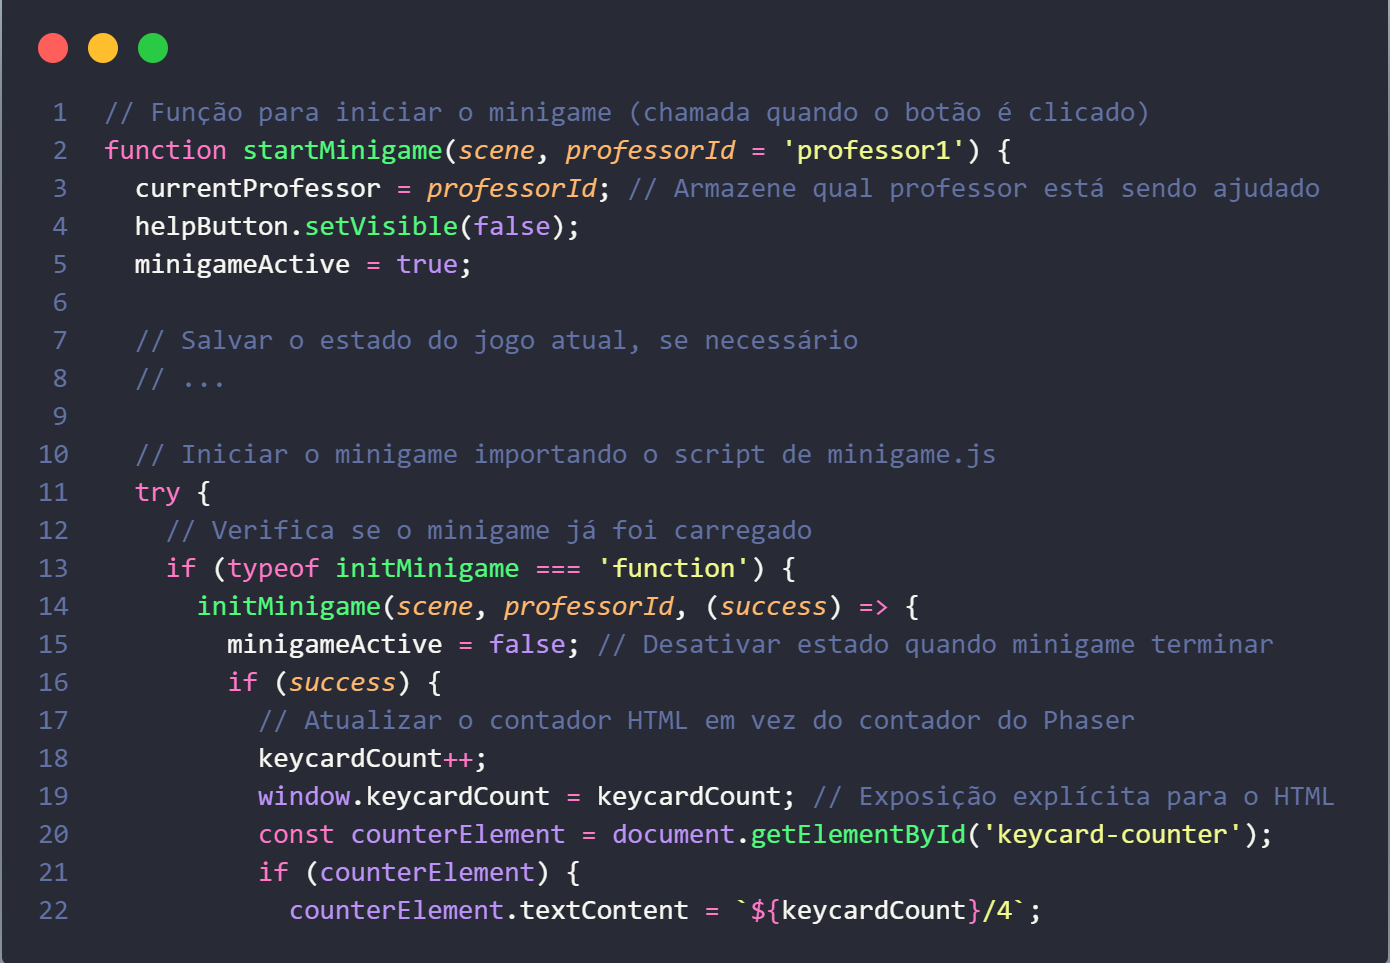 1 // Função para iniciar o minigame (chamada quando o botão é clicado)
2 function startMinigame(scene, professorId = 'professor1') {
3   currentProfessor = professorId; // Armazene qual professor está sendo ajudado
4   helpButton.setVisible(false);
5   minigameActive = true;
6
7   // Salvar o estado do jogo atual, se necessário
8   // ...
9
10   // Iniciar o minigame importando o script de minigame.js
11   try {
12     // Verifica se o minigame já foi carregado
13     if (typeof initMinigame === 'function') {
14       initMinigame(scene, professorId, (success) => {
15         minigameActive = false; // Desativar estado quando minigame terminar
16         if (success) {
17           // Atualizar o contador HTML em vez do contador do Phaser
18           keycardCount++;
19           window.keycardCount = keycardCount; // Exposição explícita para o HTML
20           const counterElement = document.getElementById('keycard-counter');
21           if (counterElement) {
22             counterElement.textContent = `${keycardCount}/4`;